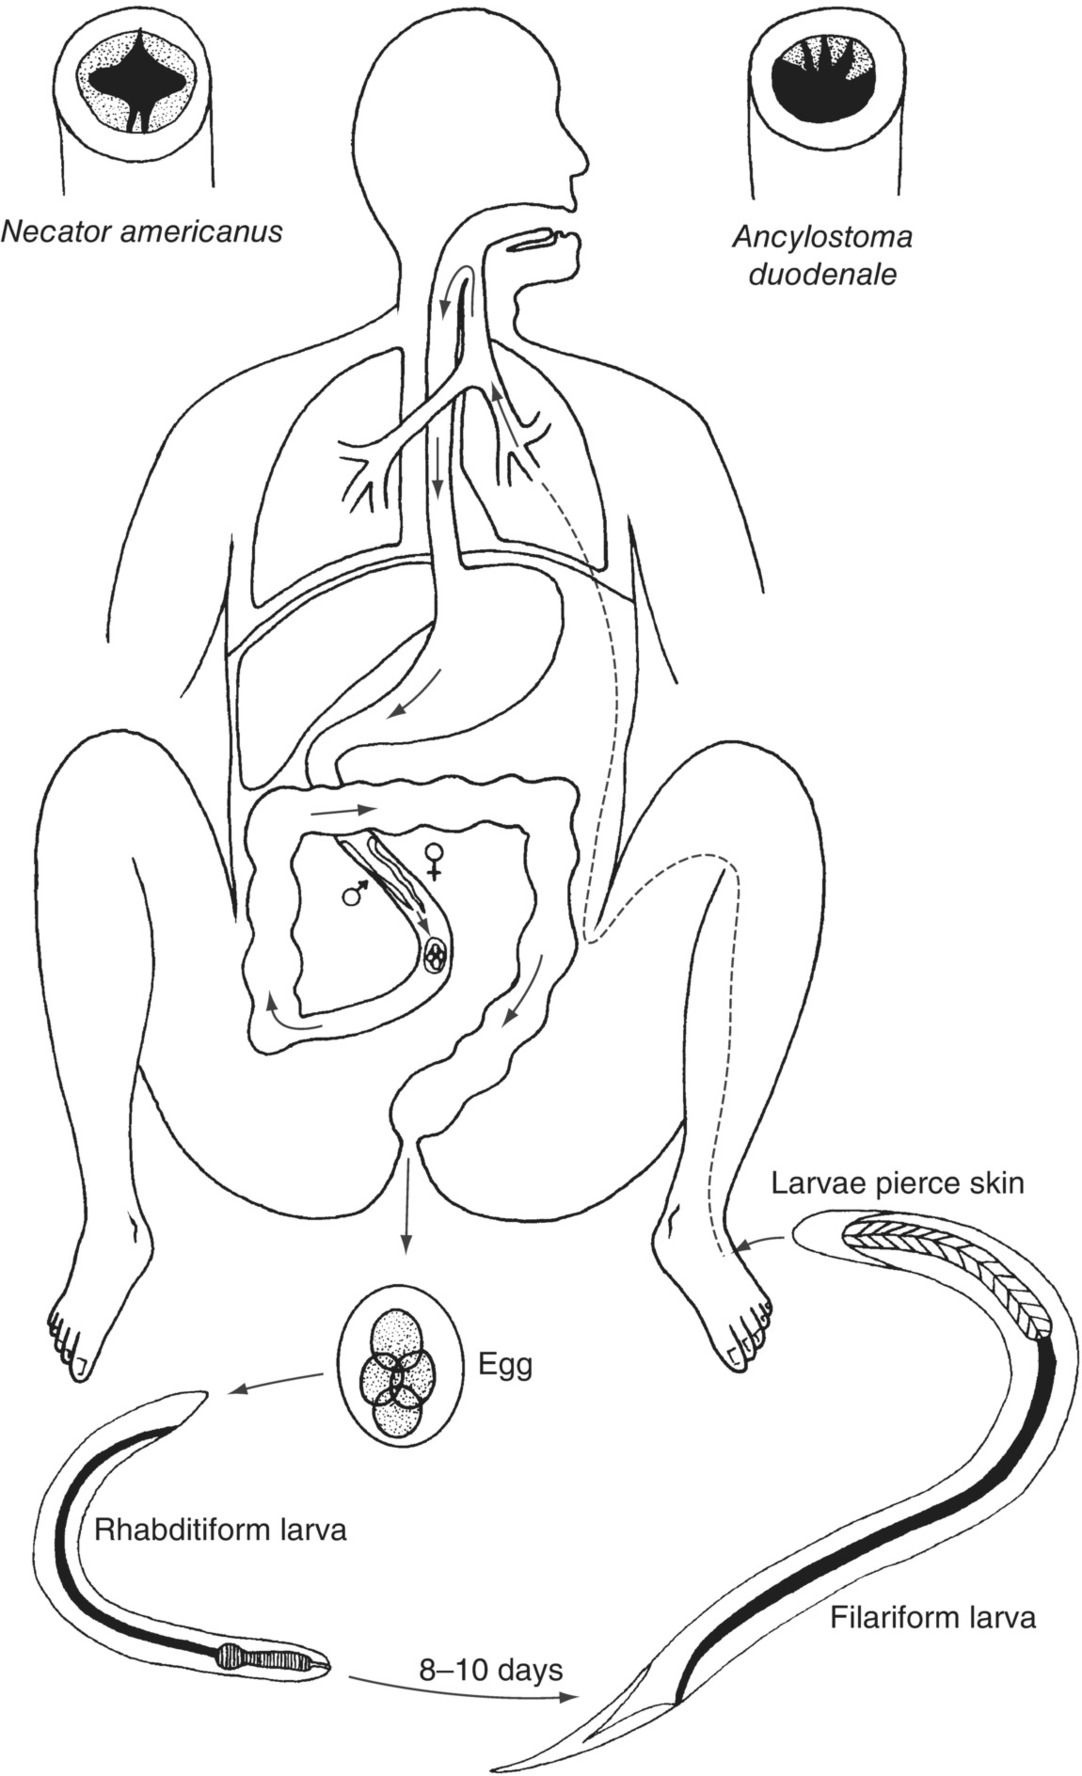 Necator americanus
Ancylostoma
duodenale
♀
♂
Larvae pierce skin
Egg
Rhabditiform larva
Filariform larva
8–10 days